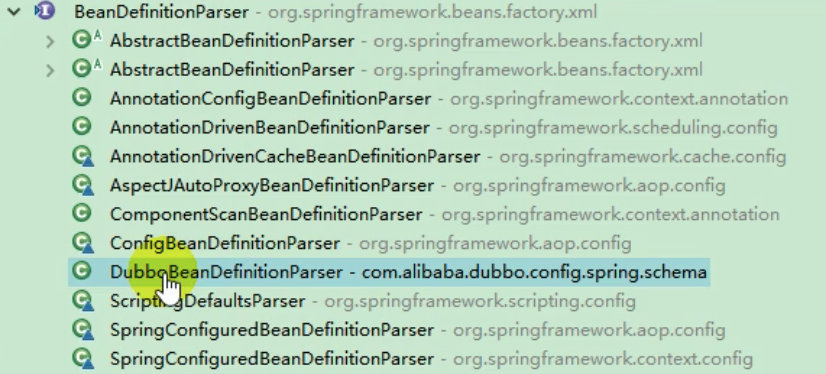 BeanDefinitionParser - org.springframework.beans.factory.xml
AbstractBeanDefinitionParser - org.springframework.beans.factory.xml
AbstractBeanDefinitionParser - org.springframework.beans.factory.xml
AnnotationConfigBeanDefinitionParser - org.springframework.context.annotation
AnnotationDrivenBeanDefinitionParser - org.springframework.scheduling.config
AnnotationDrivenCacheBeanDefinitionParser - org.springframework.cache.config
AspectJAutoProxyBeanDefinitionParser - org.springframework.aop.config
ComponentScanBeanDefinitionParser - org.springframework.context.annotation
ConfigBeanDefinitionParser - org.springframework.aop.config
DubboBeanDefinitionParser - com.alibaba.dubbo.config.spring.schema
ScriptingDefaultsParser - org.springframework.scripting.config
SpringConfiguredBeanDefinitionParser - org.springframework.aop.config
SpringConfiguredBeanDefinitionParser - org.springframework.context.config